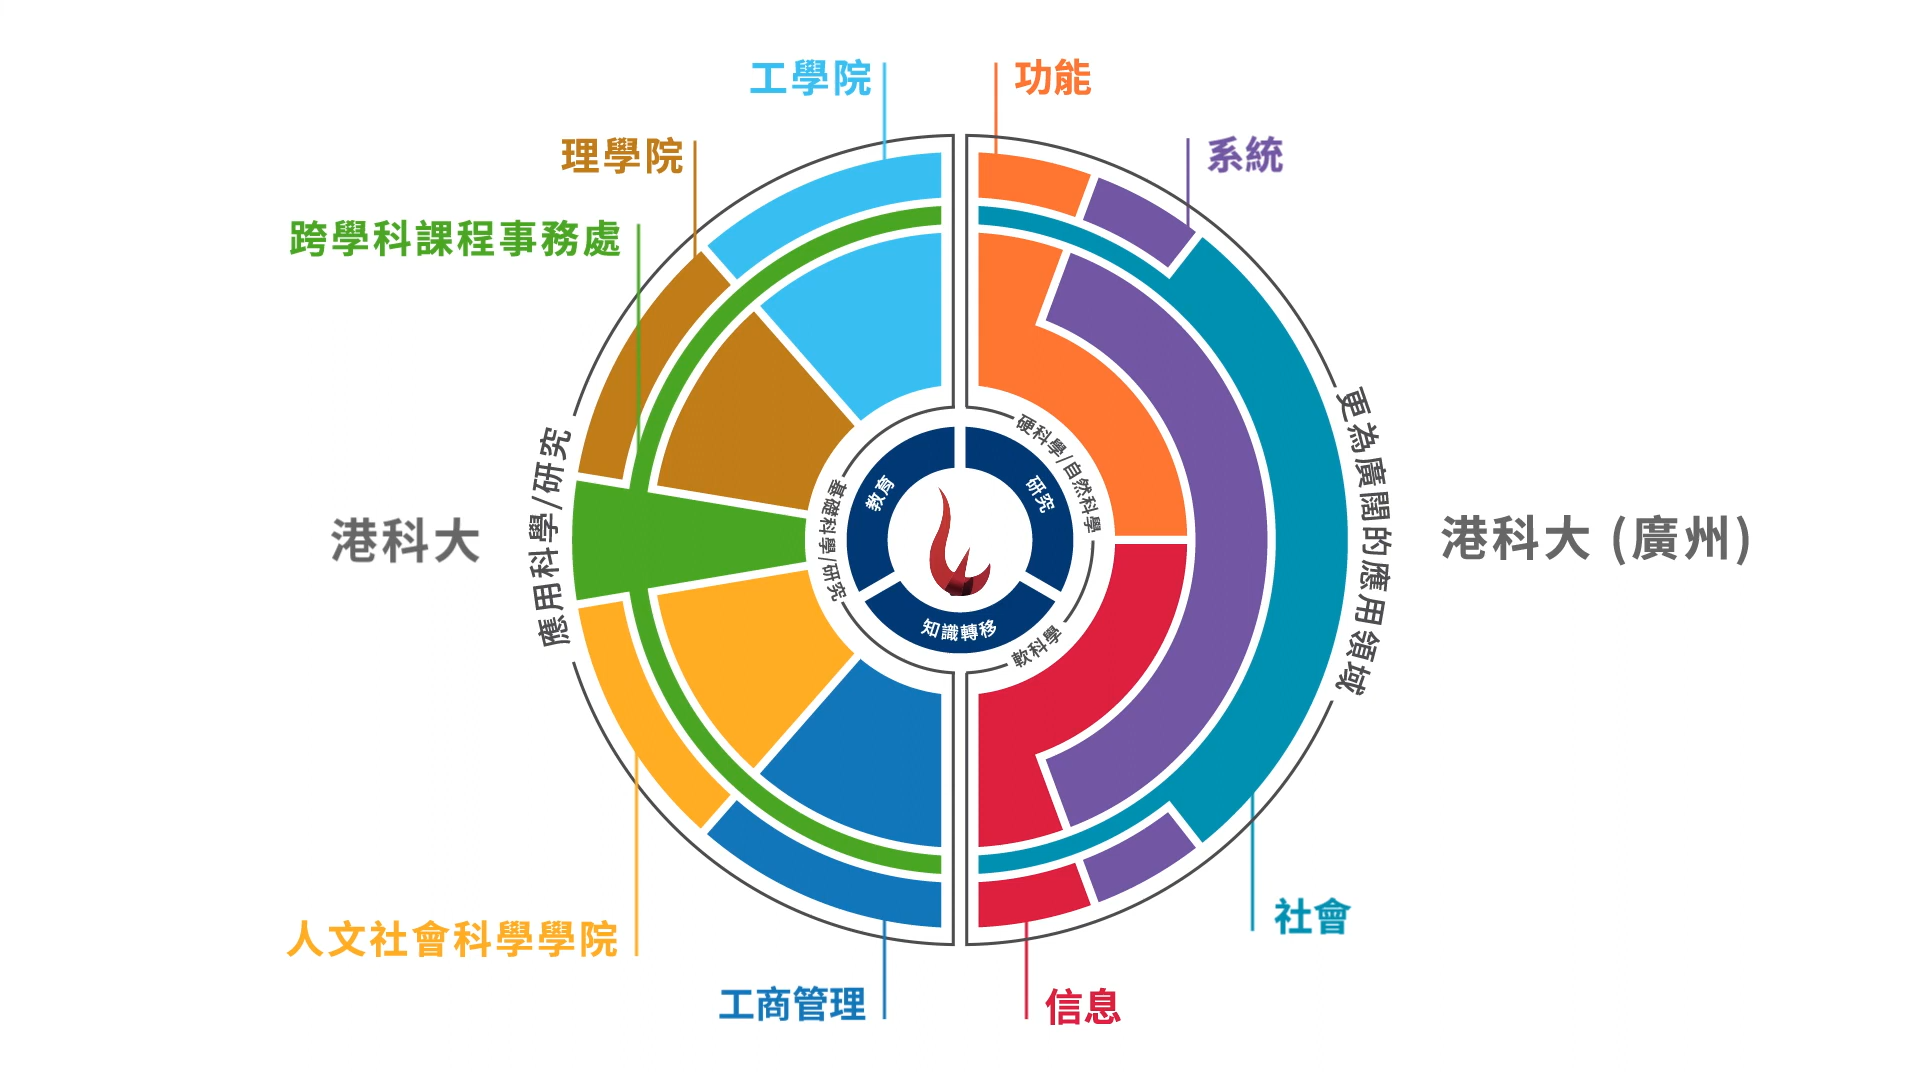 工學院
功能
理學院
系統
跨學科課程事務處
港科大
應用科學/研究
基礎科學/研究
教育
研究
知識轉移
硬科學/自然科學
軟科學
更為廣闊的應用領域
港科大 (廣州)
人文社會科學學院
社會
工商管理
信息